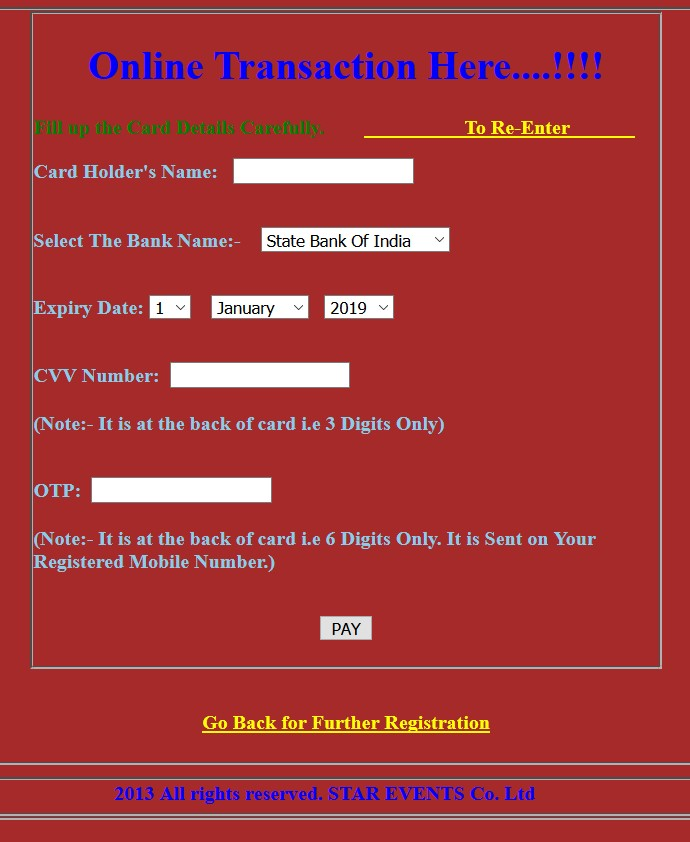 Online Transaction Here....!!!!
Fill up the Card Details Carefully. To Re-Enter
Card Holder's Name:
Select The Bank Name:- State Bank Of India
Expiry Date: 1 January 2019
CVV Number:
(Note:- It is at the back of card i.e 3 Digits Only)
OTP:
(Note:- It is at the back of card i.e 6 Digits Only. It is Sent on Your
Registered Mobile Number.)
PAY
Go Back for Further Registration
2013 All rights reserved. STAR EVENTS Co. Ltd